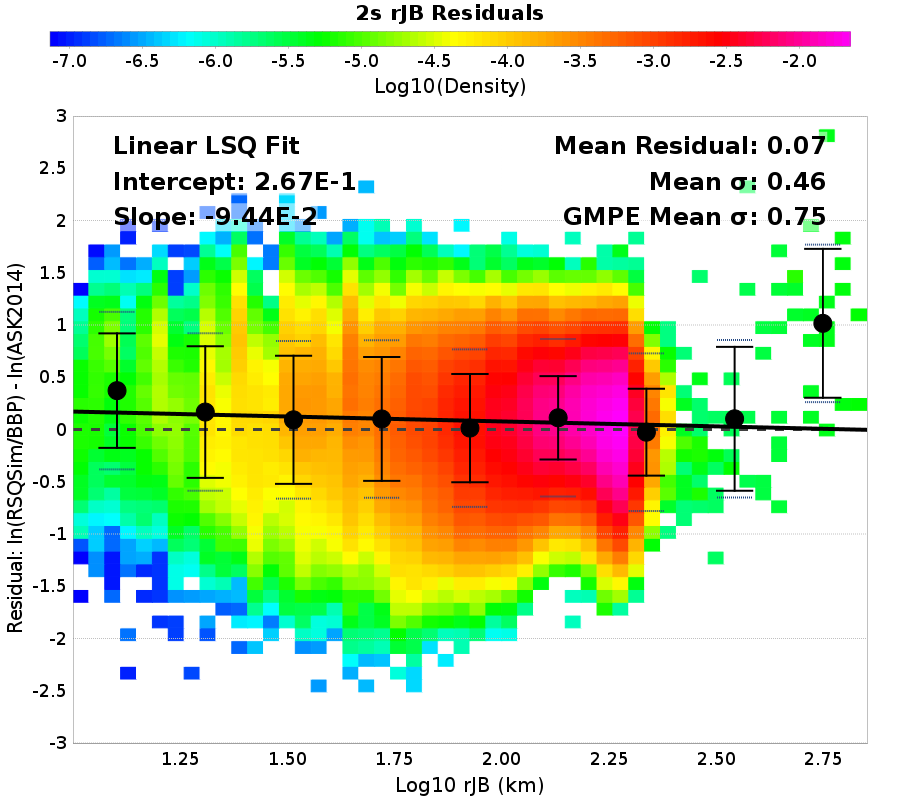 2s rJB Residuals
-7.0 -6.5 -6.0 -5.5 -5.0 -4.5 -4.0 -3.5 -3.0 -2.5 -2.0
Log10(Density)
Linear LSQ Fit
Intercept: 2.67E-1
Slope: -9.44E-2
Mean Residual: 0.07
Mean σ: 0.46
GMPE Mean σ: 0.75
Residual: ln(RSQSim/BBP) - ln(ASK2014)
3
2.5
2
1.5
1
0.5
0
-0.5
-1
-1.5
-2
-2.5
-3
1.25 1.50 1.75 2.00 2.25 2.50 2.75
Log10 rJB (km)